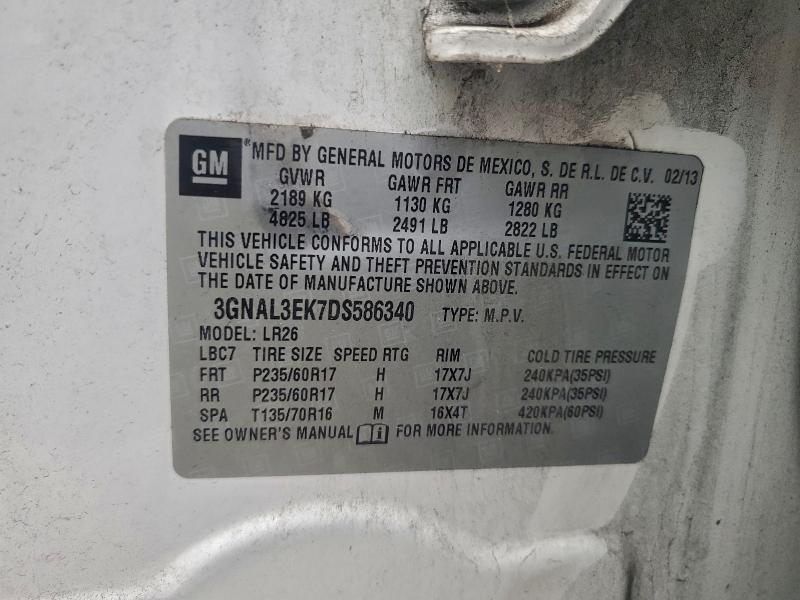 GM ® MFD BY GENERAL MOTORS DE MEXICO, S. DE R.L. DE C.V. 02/13
GVWR GAWR FRT GAWR RR
2189 KG 1130 KG 1280 KG
4825 LB 2491 LB 2822 LB
THIS VEHICLE CONFORMS TO ALL APPLICABLE U.S. FEDERAL MOTOR
VEHICLE SAFETY AND THEFT PREVENTION STANDARDS IN EFFECT ON
THE DATE OF MANUFACTURE SHOWN ABOVE.
3GNAL3EK7DS586340 TYPE: M.P.V.
MODEL: LR26
LBC7 TIRE SIZE SPEED RTG RIM COLD TIRE PRESSURE
FRT P235/60R17 H 17X7J 240KPA(35PSI)
RR P235/60R17 H 17X7J 240KPA(35PSI)
SPA T135/70R16 M 16X4T 420KPA(60PSI)
SEE OWNER'S MANUAL FOR MORE INFORMATION.